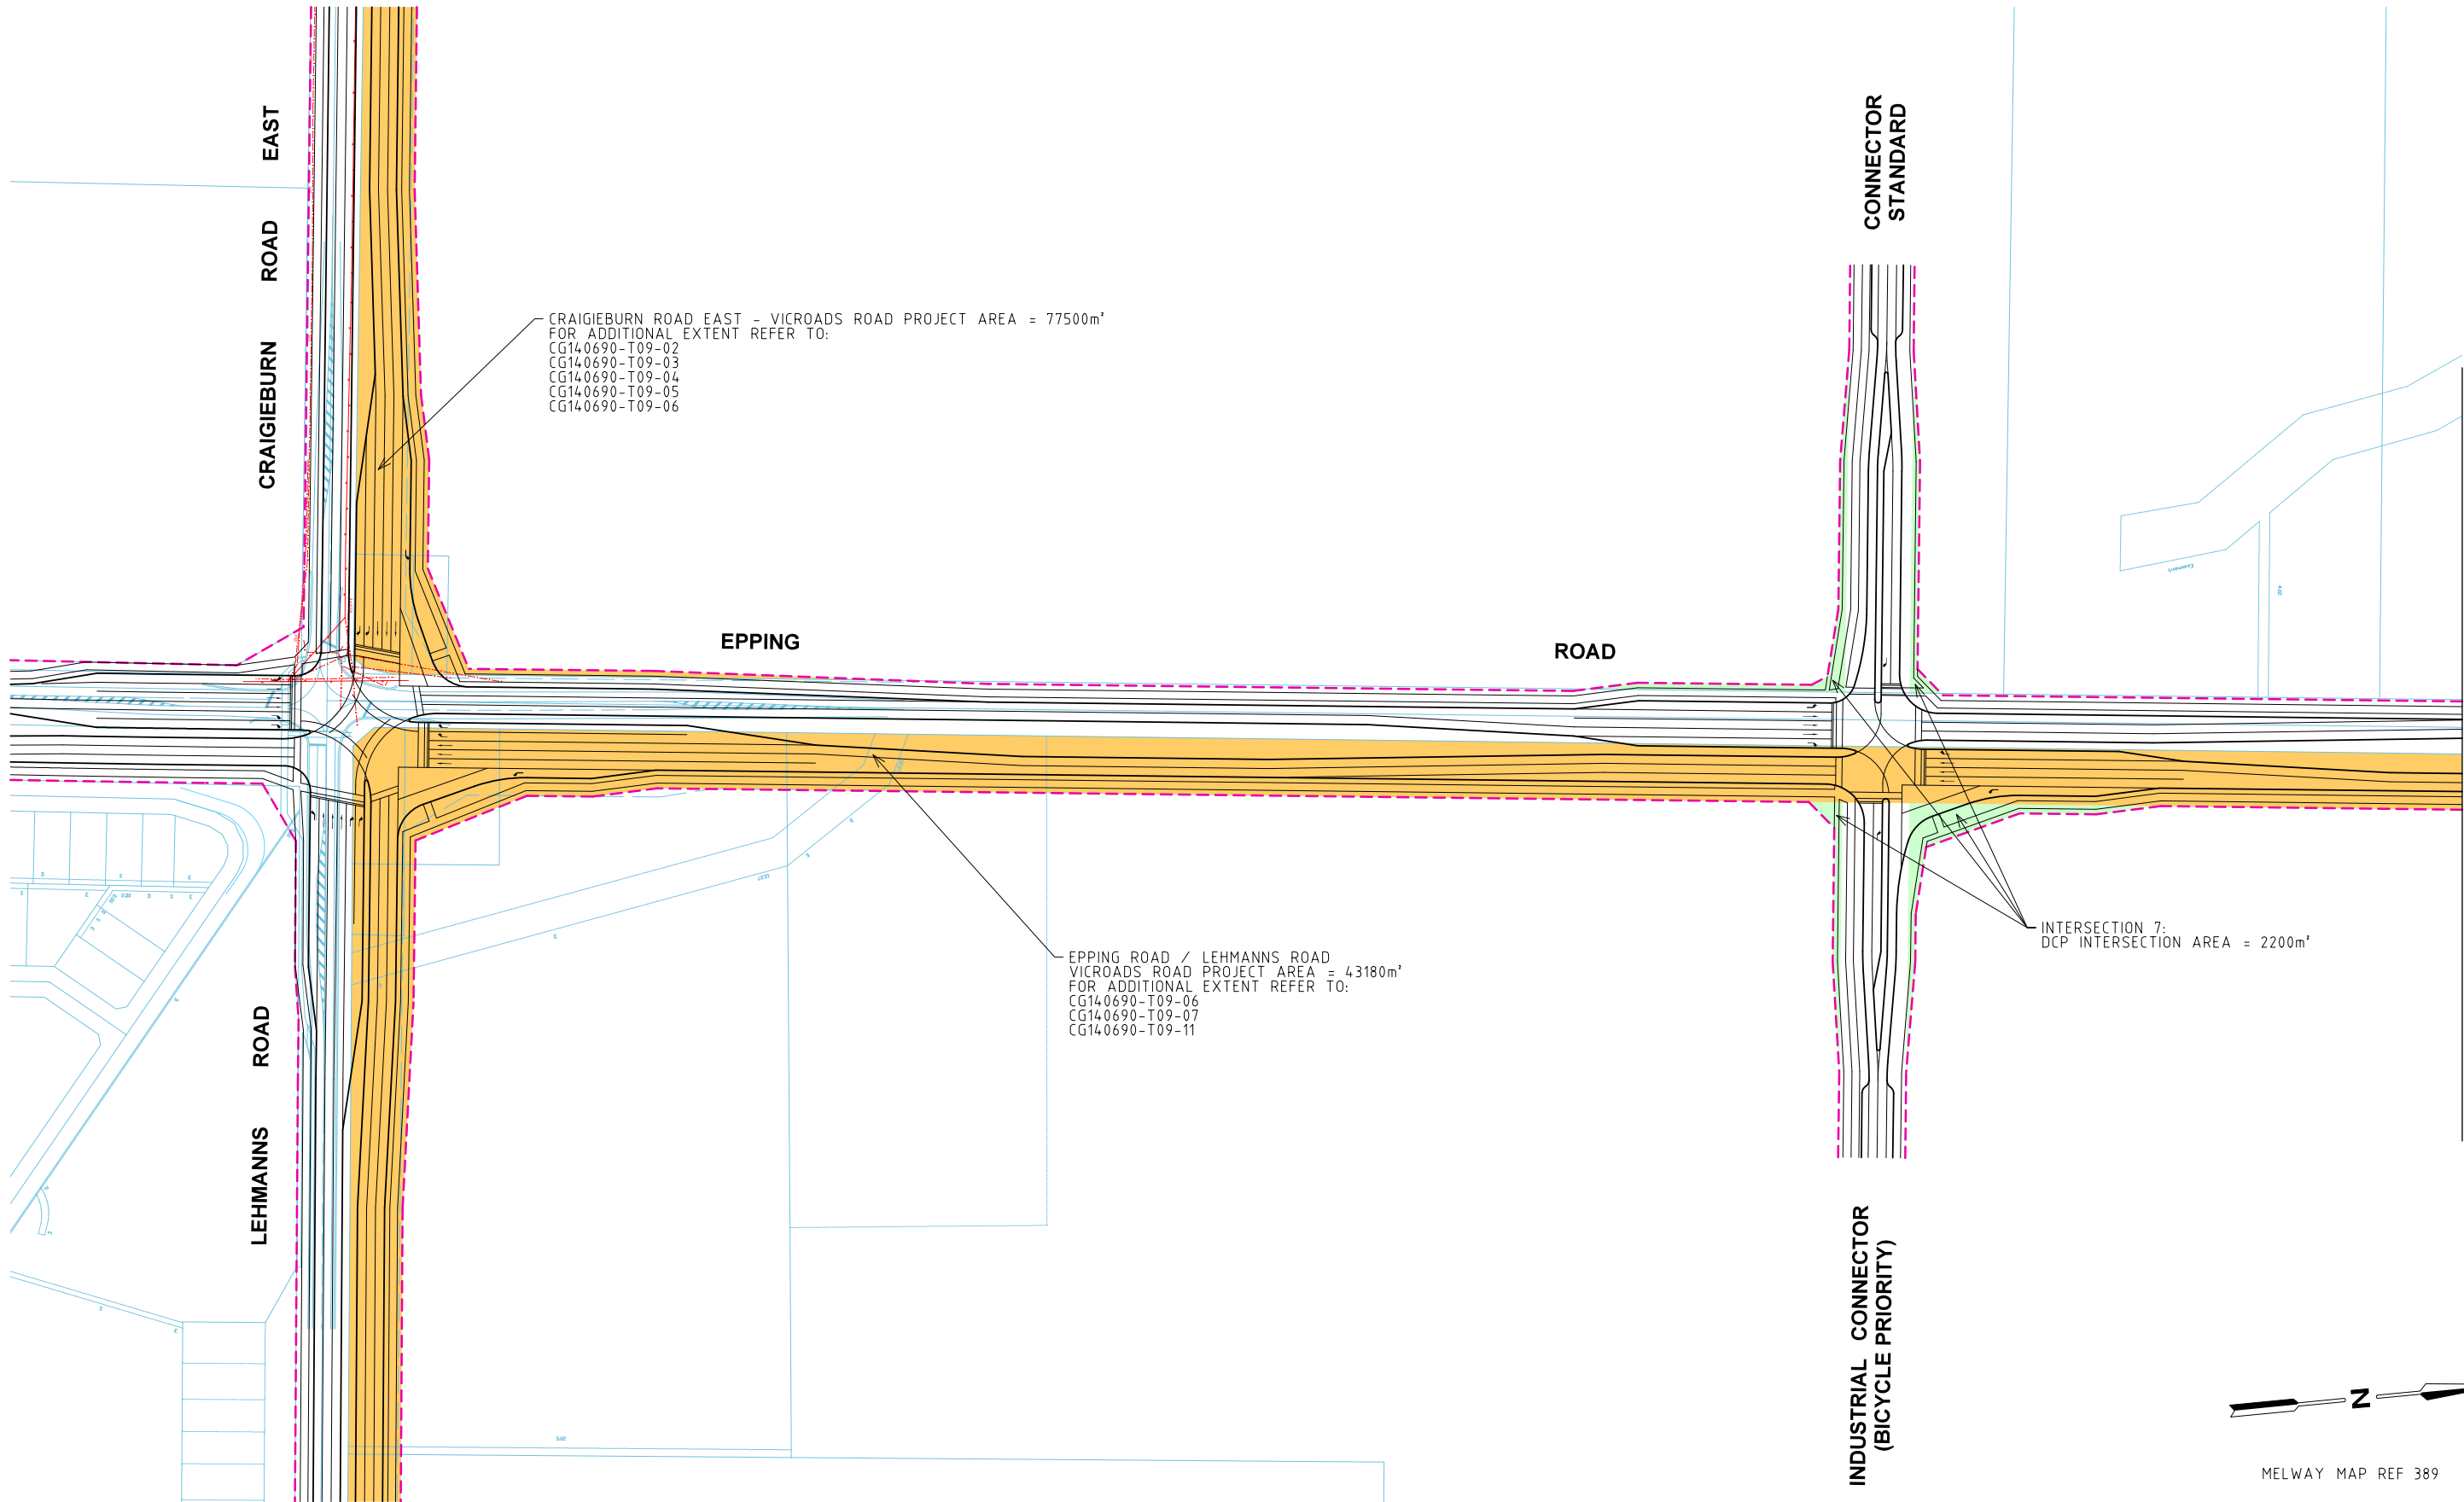 CRAIGIEBURN ROAD EAST
CONNECTOR
STANDARD
CRAIGIEBURN ROAD EAST - VICROADS ROAD PROJECT AREA = 77500m²
FOR ADDITIONAL EXTENT REFER TO:
CG140690-T09-02
CG140690-T09-03
CG140690-T09-04
CG140690-T09-05
CG140690-T09-06
Easement
EPPING ROAD
INTERSECTION 7:
DCP INTERSECTION AREA = 2200m²
EPPING ROAD / LEHMANNS ROAD
VICROADS ROAD PROJECT AREA = 43180m²
FOR ADDITIONAL EXTENT REFER TO:
CG140690-T09-06
CG140690-T09-07
CG140690-T09-11
LEHMANNS ROAD
INDUSTRIAL CONNECTOR
(BICYCLE PRIORITY)
N
MELWAY MAP REF 389